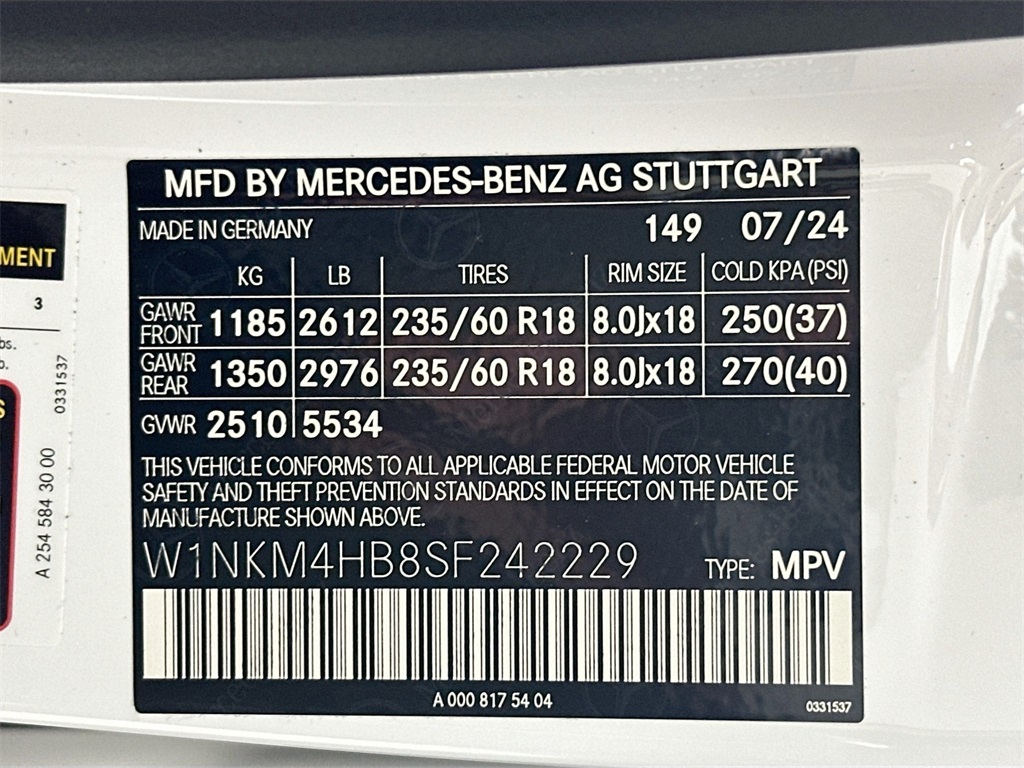 MFD BY MERCEDES-BENZ AG STUTTGART
MADE IN GERMANY 149 07/24
KG LB TIRES RIM SIZE COLD KPA (PSI)
GAWR FRONT 1185 2612 235/60 R18 8.0Jx18 250(37)
GAWR REAR 1350 2976 235/60 R18 8.0Jx18 270(40)
GVWR 2510 5534
THIS VEHICLE CONFORMS TO ALL APPLICABLE FEDERAL MOTOR VEHICLE
SAFETY AND THEFT PREVENTION STANDARDS IN EFFECT ON THE DATE OF
MANUFACTURE SHOWN ABOVE.
W1NKM4HB8SF242229 TYPE: MPV
A 000 817 54 04 0331537
MENT
3
bs.
b.
S
0331537
A 254 584 30 00